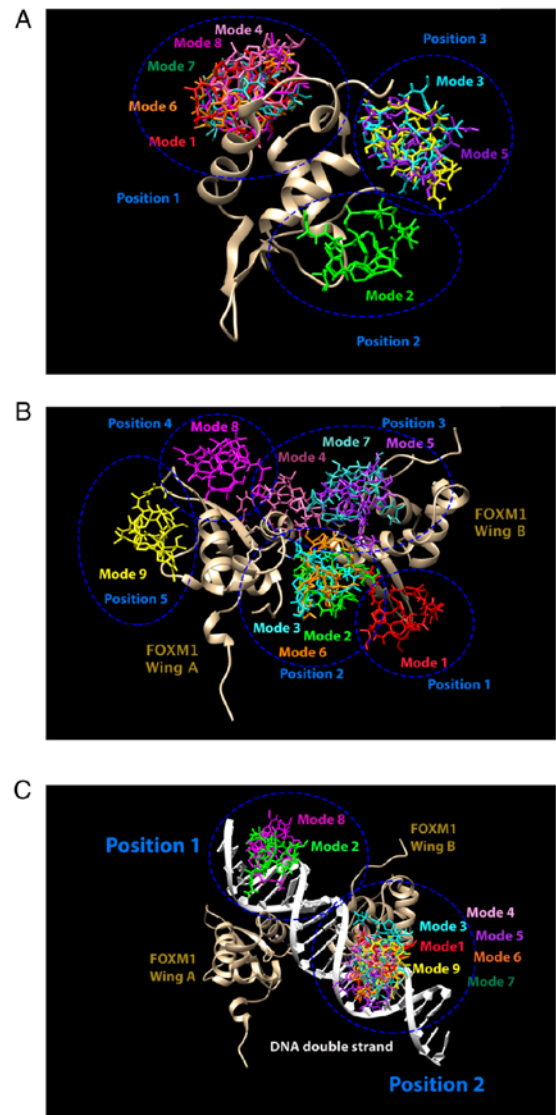 A
Mode 4
Mode 8
Mode 7
Mode 6
Mode 1
Position 1
Position 3
Mode 3
Mode 5
Mode 2
Position 2
B
Position 4
Mode 8
Position 3
Mode 7
Mode 5
Mode 4
FOXM1
Wing B
Mode 9
Position 5
Mode 3
Mode 2
Mode 6
Position 2
FOXM1
Wing A
Mode 1
Position 1
C
Position 1
Mode 8
Mode 2
FOXM1
Wing B
Mode 3
Mode 4
Mode1
Mode 5
Mode 6
Mode 9
Mode 7
FOXM1
Wing A
DNA double strand
Position 2